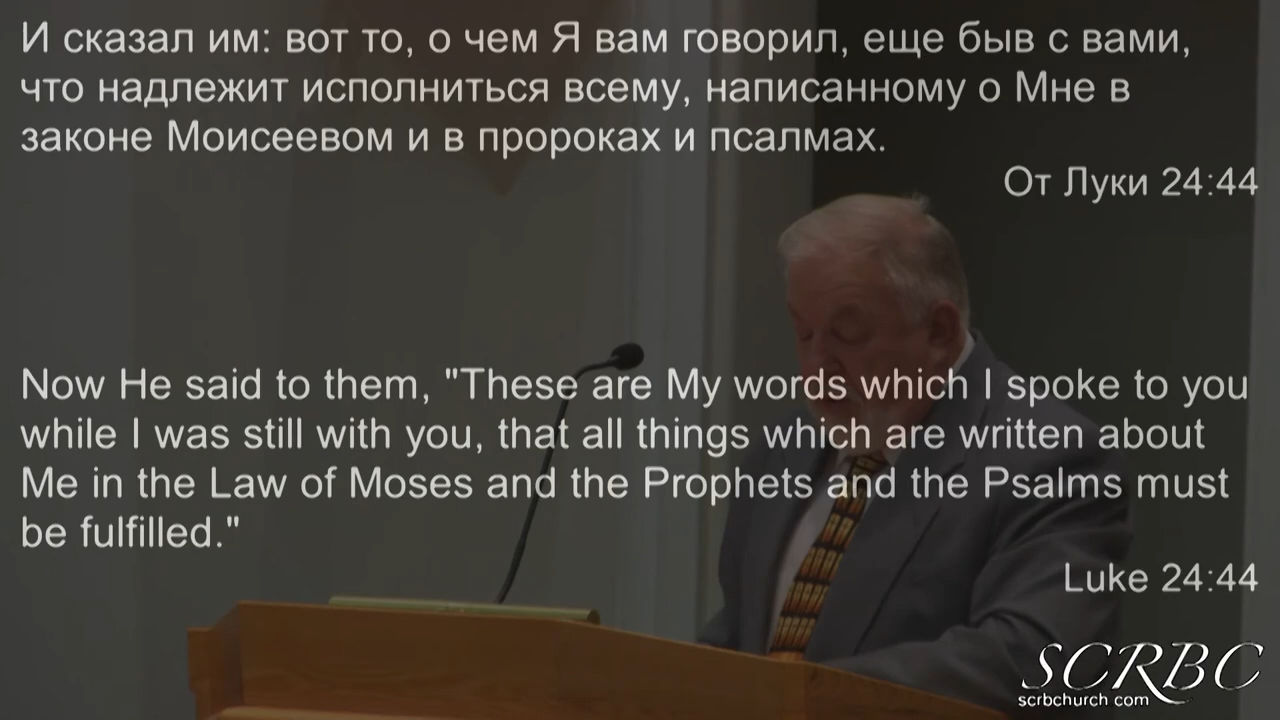 И сказал им: вот то, о чем Я вам говорил, еще быв с вами,
что надлежит исполниться всему, написанному о Мне в
законе Моисеевом и в пророках и псалмах.
От Луки 24:44
Now He said to them, "These are My words which I spoke to you
while I was still with you, that all things which are written about
Me in the Law of Moses and the Prophets and the Psalms must
be fulfilled."
Luke 24:44
SCRBC
scrbchurch com